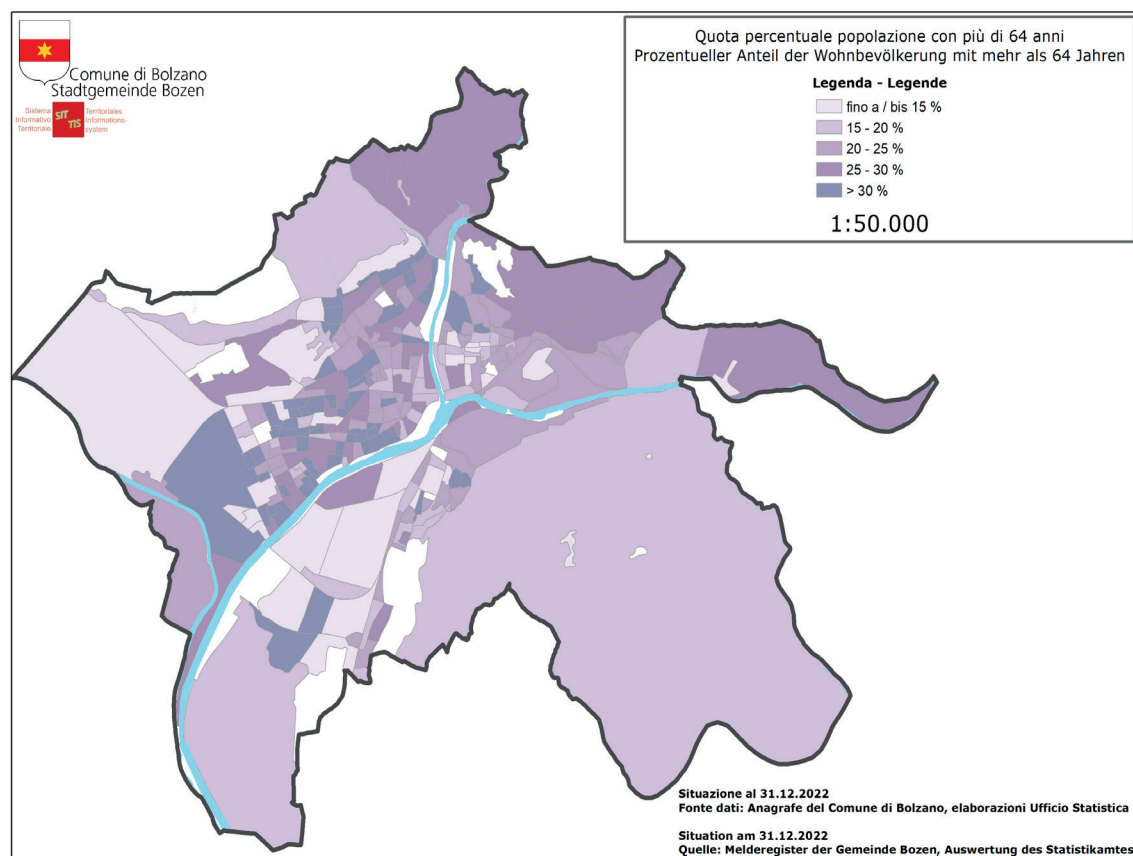 Comune di Bolzano
Stadtgemeinde Bozen
Sistema
Informativo
Territoriale
SIT
TIS
Territoriales
Informations-
system
Quota percentuale popolazione con più di 64 anni
Prozentueller Anteil der Wohnbevölkerung mit mehr als 64 Jahren
Legenda - Legende
fino a / bis 15 %
15 - 20 %
20 - 25 %
25 - 30 %
> 30 %
1:50.000
Situazione al 31.12.2022
Fonte dati: Anagrafe del Comune di Bolzano, elaborazioni Ufficio Statistica
Situation am 31.12.2022
Quelle: Melderegister der Gemeinde Bozen, Auswertung des Statistikamtes